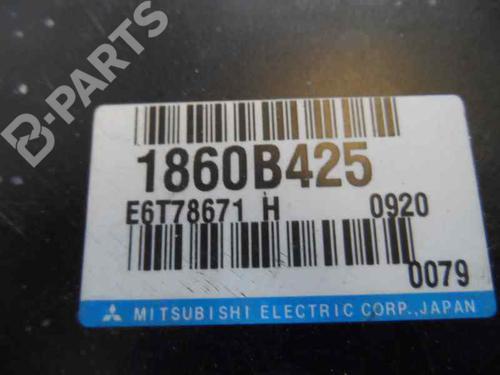 B-PARTS
1860B425
E6T78671 H 0920
0079
MITSUBISHI ELECTRIC CORP., JAPAN